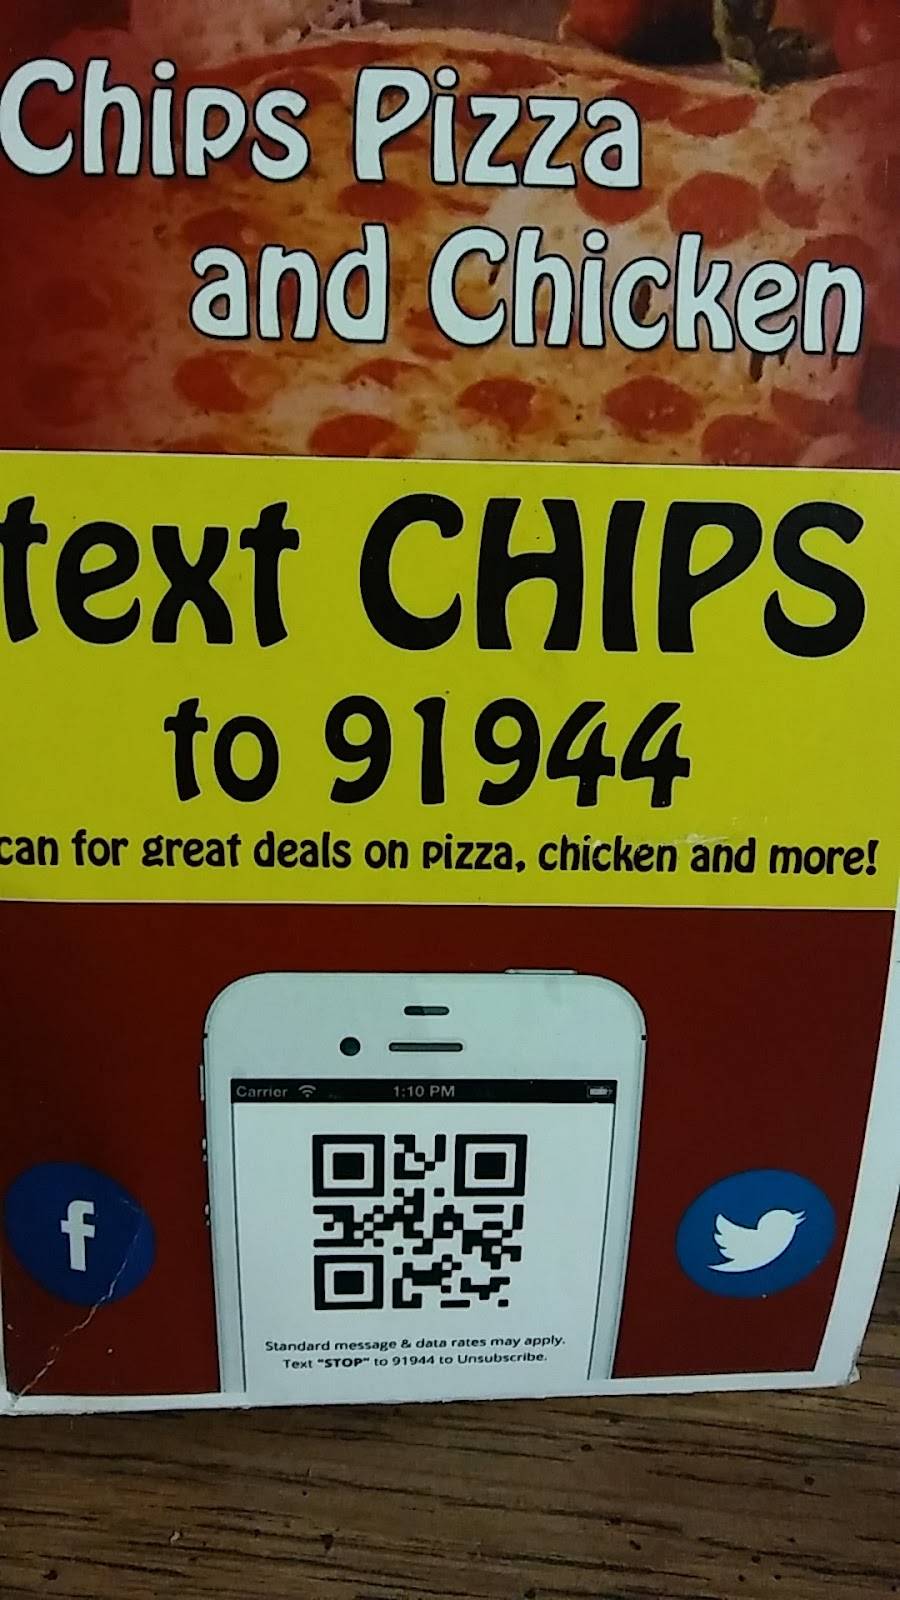 Chips Pizza
and Chicken
text CHIPS
to 91944
can for great deals on pizza, chicken and more!
Carrier 1:10 PM
f
Standard message & data rates may apply.
Text "STOP" to 91944 to Unsubscribe.